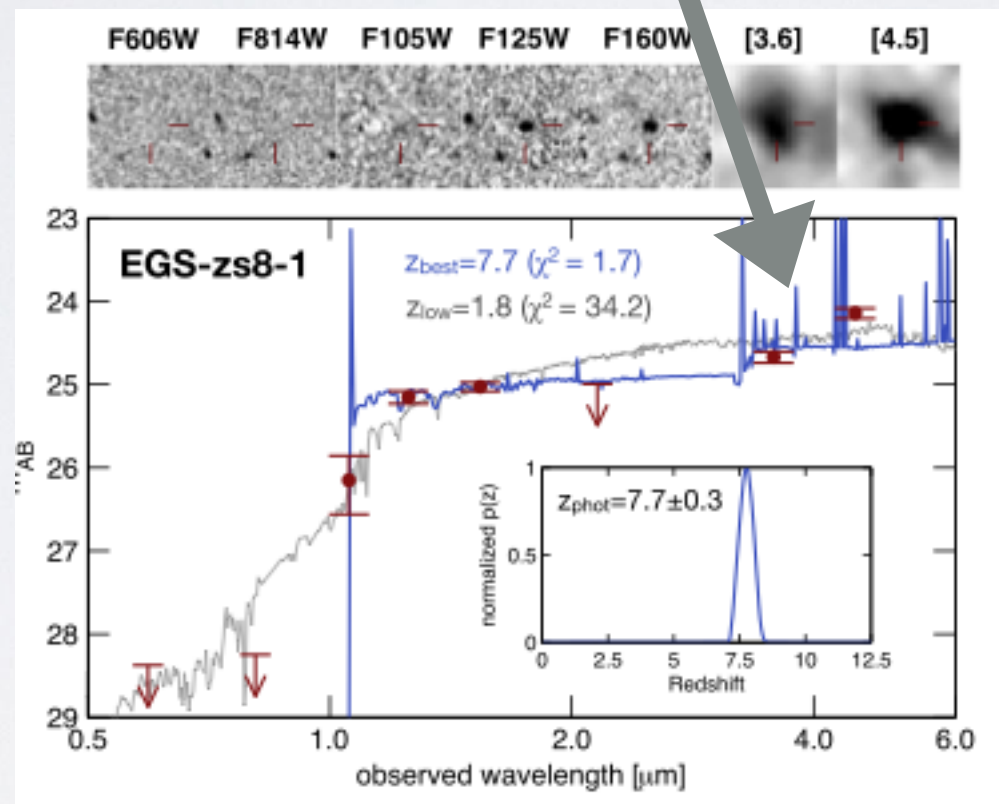 F606W F814W F105W F125W F160W [3.6] [4.5]
23
EGS-zs8-1
zbest=7.7 (χ² = 1.7)
zlow=1.8 (χ² = 34.2)
24
25
26
27
28
29
AB
1
0.5
0
normalized p(z)
zphot=7.7±0.3
0 2.5 5 7.5 10 12.5
Redshift
0.5 1.0 2.0 4.0 6.0
observed wavelength [μm]